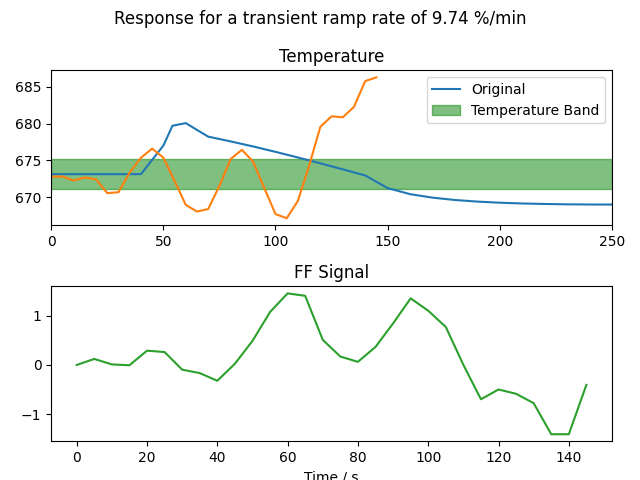 Response for a transient ramp rate of 9.74 %/min
Temperature
685
680
675
670
Original
Temperature Band
0 50 100 150 200 250
FF Signal
1
0
−1
0 20 40 60 80 100 120 140
Time / s